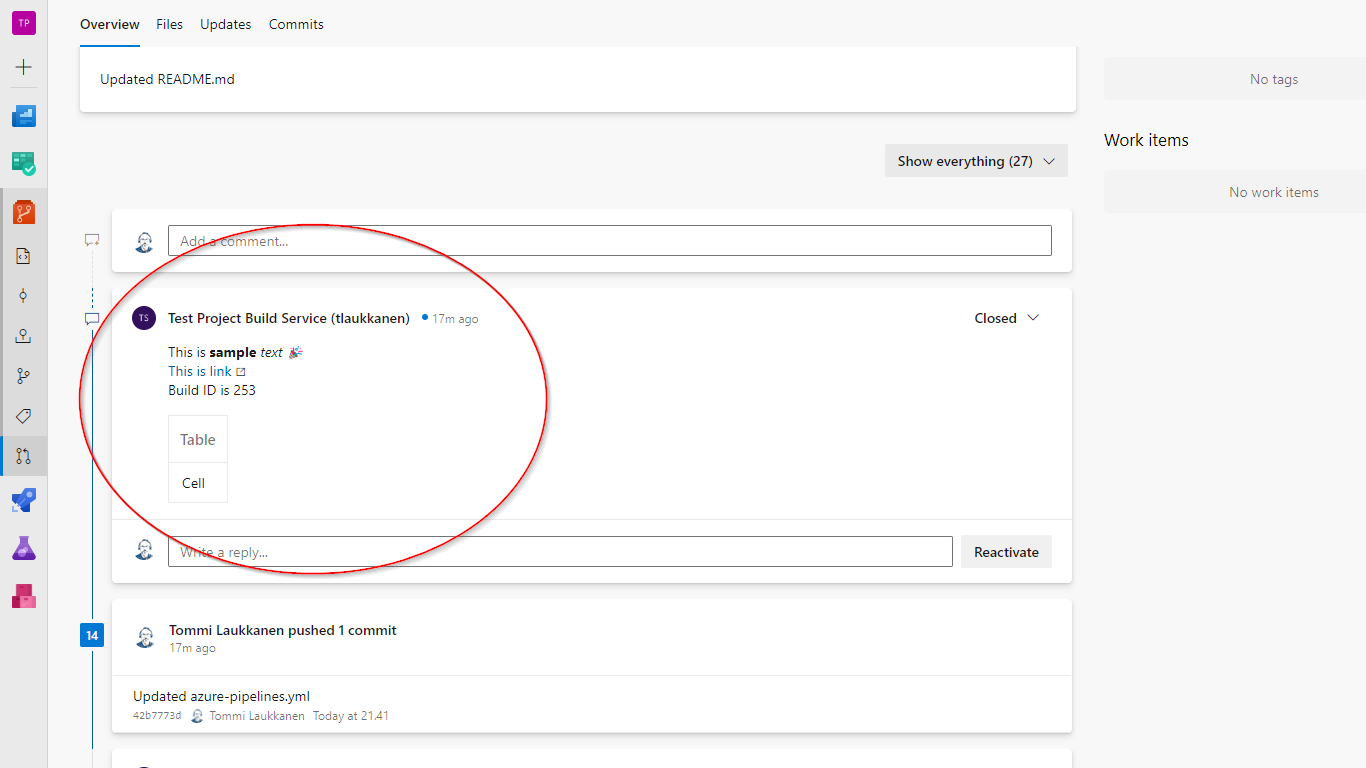 TP
Overview Files Updates Commits
Updated README.md
No tags
Work items
No work items
Show everything (27)
Add a comment...
TS Test Project Build Service (tlaukkanen) 17m ago Closed
This is sample text 🎉
This is link
Build ID is 253
Table
Cell
Write a reply... Reactivate
14 Tommi Laukkanen pushed 1 commit
17m ago
Updated azure-pipelines.yml
42b7773d Tommi Laukkanen Today at 21.41